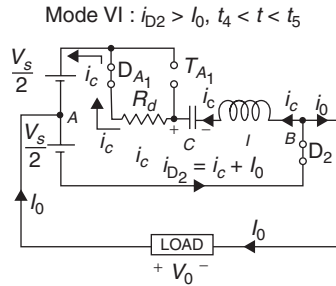 Mode VI : i_D2 > I_0, t_4 < t < t_5
V_s/2
i_c
D_A1
T_A1
R_d
i_c
+ C −
i_c
l
i_c
i_0
A
B
D_2
V_s/2
i_c
i_D2 = i_c + I_0
I_0
LOAD
I_0
+ V_0 −